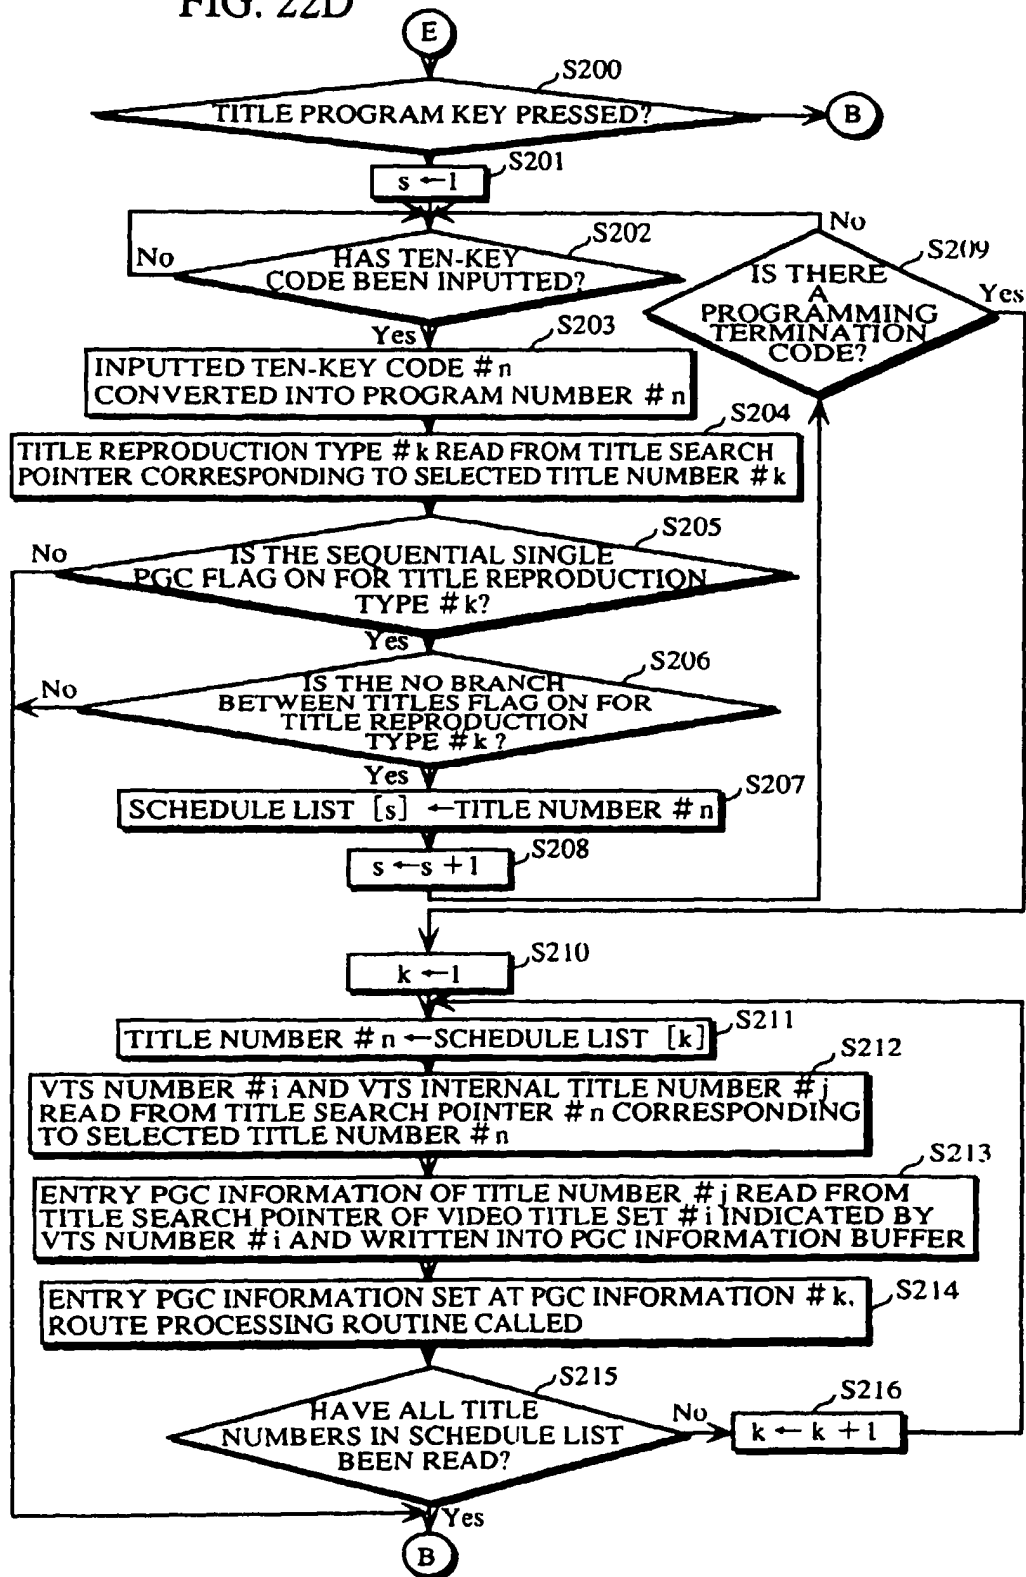 FIG. 22D
E
S200
TITLE PROGRAM KEY PRESSED?
B
S201
s ←1
No
S202
HAS TEN-KEY
CODE BEEN INPUTTED?
No
S209
IS THERE
A
PROGRAMMING
TERMINATION
CODE?
Yes
Yes
S203
INPUTTED TEN-KEY CODE #n
CONVERTED INTO PROGRAM NUMBER #n
S204
TITLE REPRODUCTION TYPE #k READ FROM TITLE SEARCH
POINTER CORRESPONDING TO SELECTED TITLE NUMBER #k
S205
No
IS THE SEQUENTIAL SINGLE
PGC FLAG ON FOR TITLE REPRODUCTION
TYPE #k?
Yes
S206
No
IS THE NO BRANCH
BETWEEN TITLES FLAG ON FOR
TITLE REPRODUCTION
TYPE #k?
Yes
S207
SCHEDULE LIST [s] ←TITLE NUMBER #n
S208
s ←s +1
S210
k ←1
S211
TITLE NUMBER #n ←SCHEDULE LIST [k]
S212
VTS NUMBER #i AND VTS INTERNAL TITLE NUMBER #j
READ FROM TITLE SEARCH POINTER #n CORRESPONDING
TO SELECTED TITLE NUMBER #n
S213
ENTRY PGC INFORMATION OF TITLE NUMBER #j READ FROM
TITLE SEARCH POINTER OF VIDEO TITLE SET #i INDICATED BY
VTS NUMBER #i AND WRITTEN INTO PGC INFORMATION BUFFER
S214
ENTRY PGC INFORMATION SET AT PGC INFORMATION #k.
ROUTE PROCESSING ROUTINE CALLED
S215
HAVE ALL TITLE
NUMBERS IN SCHEDULE LIST
BEEN READ?
No
S216
k ← k +1
Yes
B